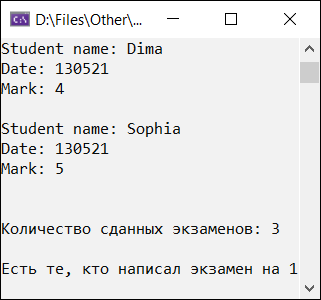 D:\Files\Other\...
Student name: Dima
Date: 130521
Mark: 4
Student name: Sophia
Date: 130521
Mark: 5
Количество сданных экзаменов: 3
Есть те, кто написал экзамен на 1